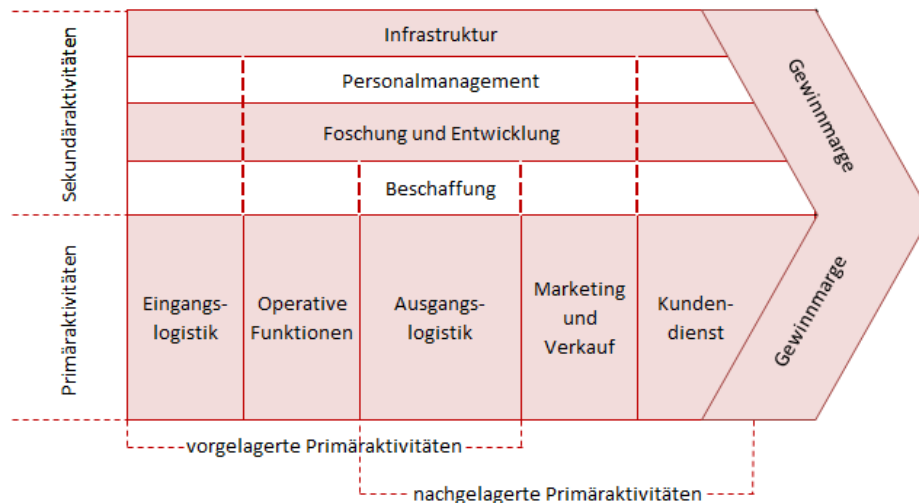 Sekundäraktivitäten
Infrastruktur
Personalmanagement
Foschung und Entwicklung
Beschaffung
Gewinnmarge
Primäraktivitäten
Eingangs-
logistik
Operative
Funktionen
Ausgangs-
logistik
Marketing
und
Verkauf
Kunden-
dienst
Gewinnmarge
vorgelagerte Primäraktivitäten
nachgelagerte Primäraktivitäten